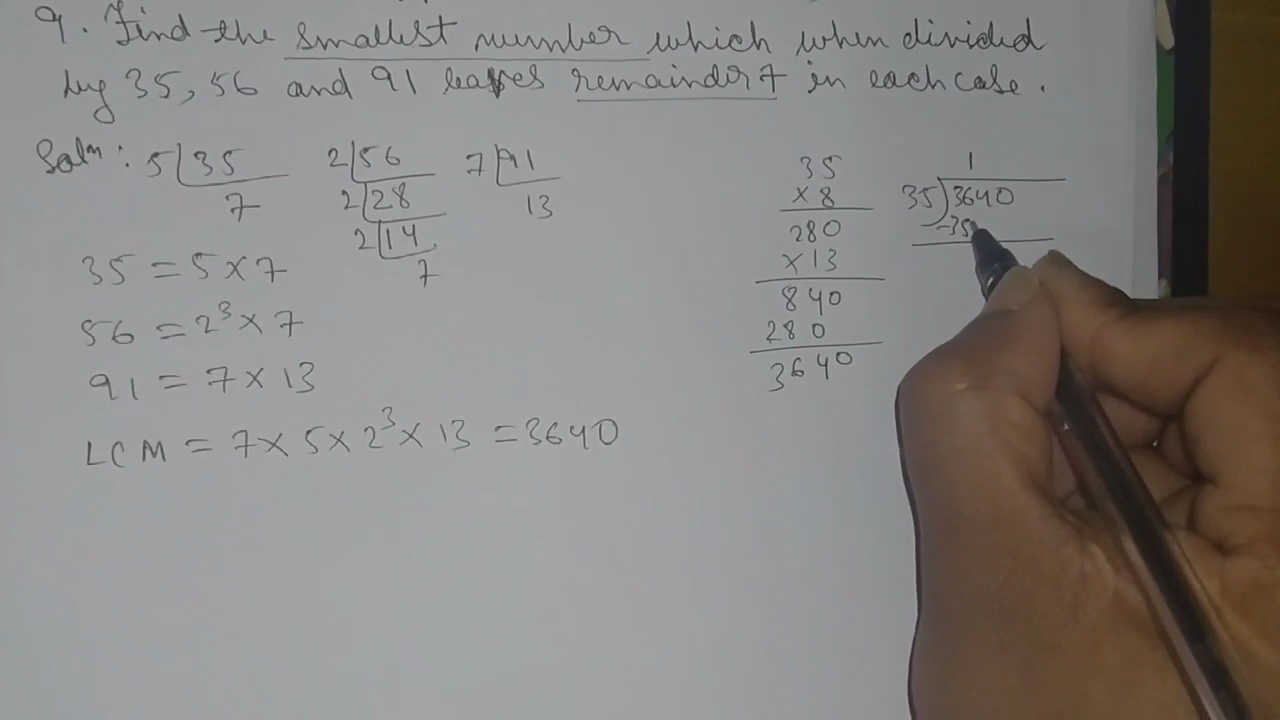 9. Find the smallest number which when divided
by 35, 56 and 91 leaves remainder 7 in each case.
Solⁿ : 5 35
7
2 56
2 28
2 14
7
7 91
13
35 = 5 × 7
56 = 2³ × 7
91 = 7 × 13
LCM = 7 × 5 × 2³ × 13 = 3640
35
× 8
280
× 13
840
280
3640
1
35)3640
-35